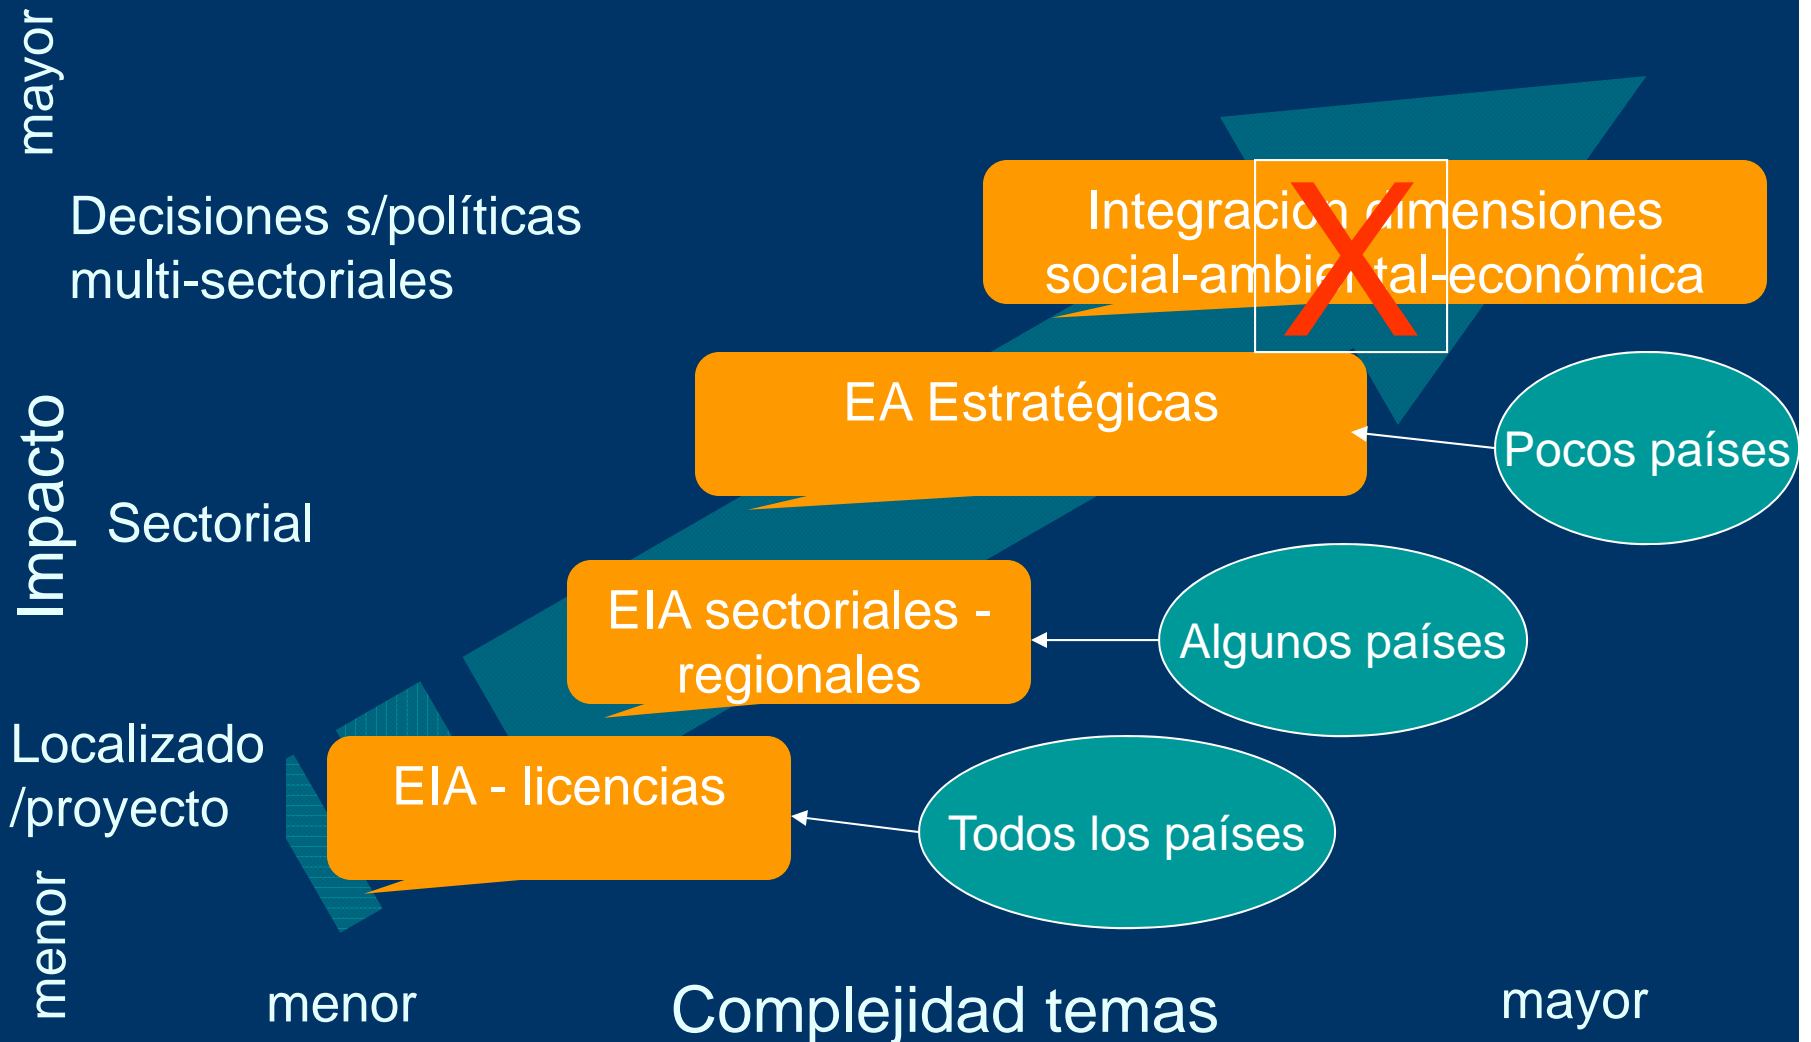 mayor
Decisiones s/políticas
multi-sectoriales
Integración dimensiones
social-ambiental-económica
X
EA Estratégicas
Pocos países
Impacto
Sectorial
EIA sectoriales -
regionales
Algunos países
Localizado
/proyecto
EIA - licencias
Todos los países
menor
menor
Complejidad temas
mayor